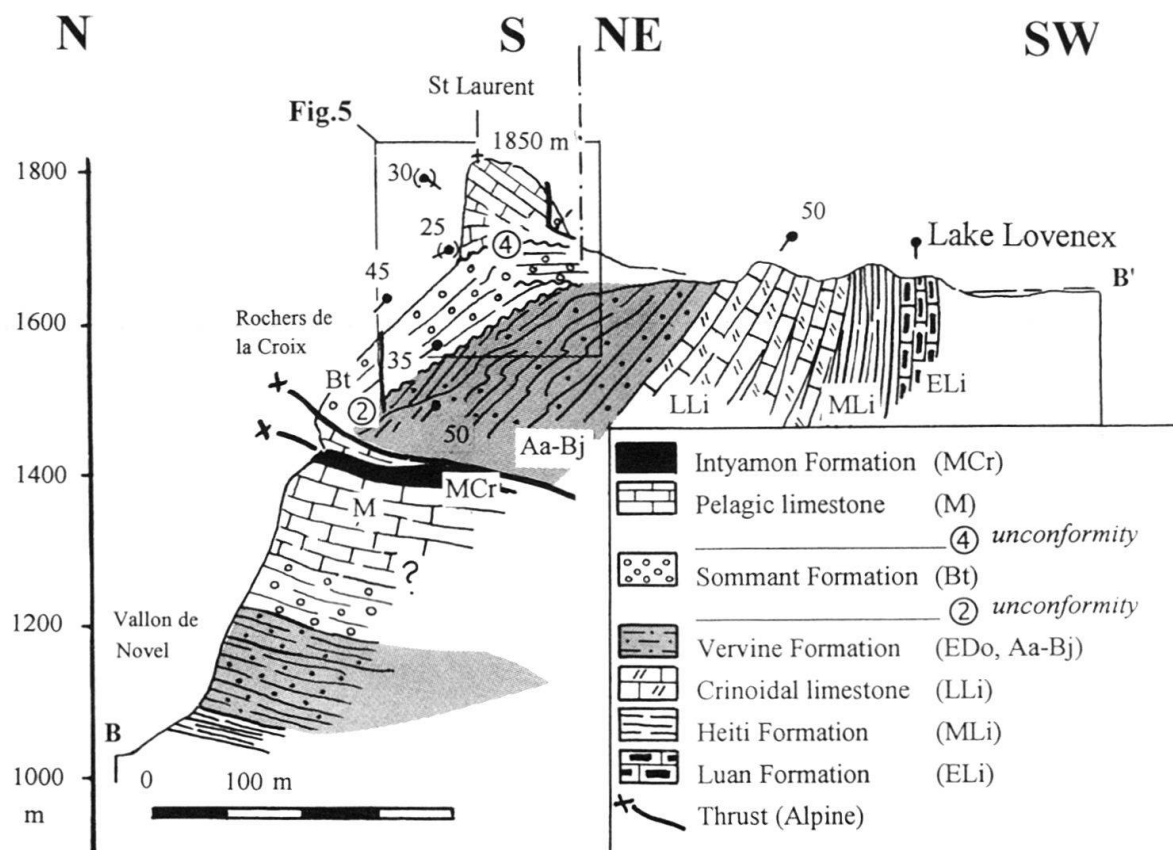 N
S
NE
SW
St Laurent
Fig.5
1850 m
1800
30
25
4
50
Lake Lovenex
45
B'
1600
Rochers de
la Croix
35
Bt
2
50
Aa-Bj
LLi
MLi
ELi
1400
MCr
M
?
1200
Vallon de
Novel
B
1000
m
0
100 m
Intyamon Formation (MCr)
Pelagic limestone (M)
4 unconformity
Sommant Formation (Bt)
2 unconformity
Vervine Formation (EDo, Aa-Bj)
Crinoidal limestone (LLi)
Heiti Formation (MLi)
Luan Formation (ELi)
Thrust (Alpine)